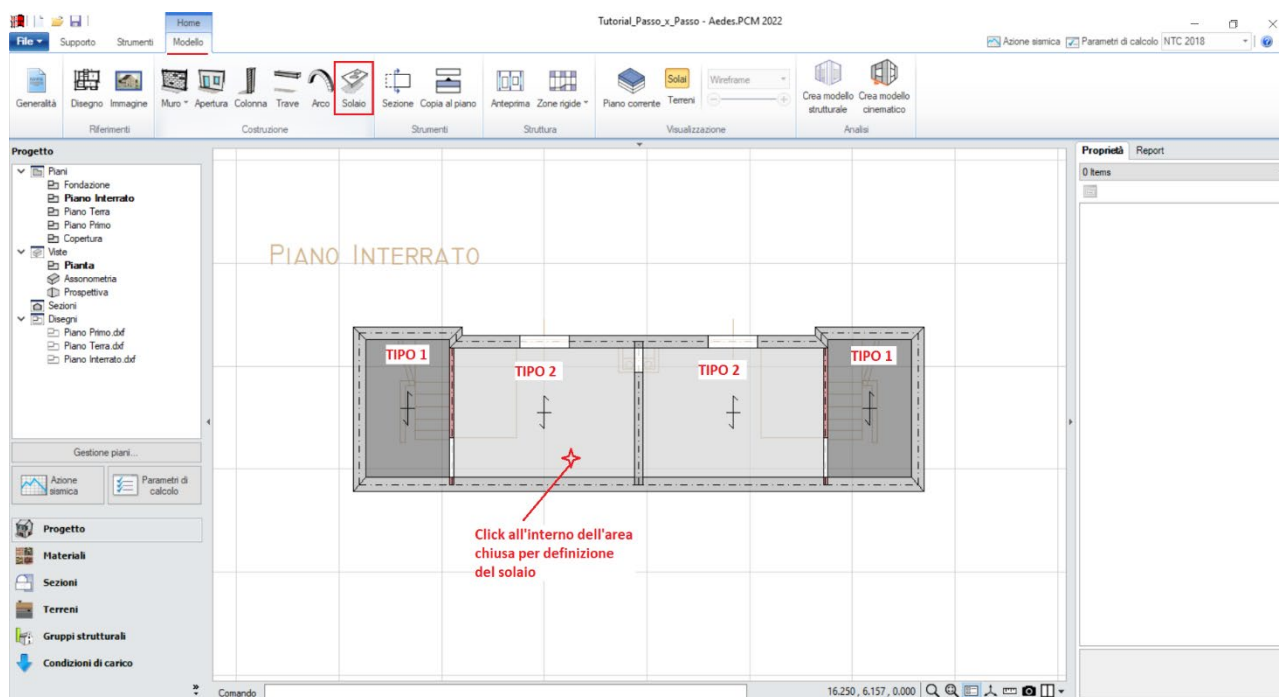 Home
Tutorial_Passo_x_Passo - Aedes.PCM 2022
File Supporto Strumenti Modello
Azione sismica Parametri di calcolo NTC 2018
Generalità Disegno Immagine Muro Apertura Colonna Trave Arco Solaio Sezione Copia al piano Anteprima Zone rigide Piano corrente Solai Terreni Wireframe Crea modello strutturale Crea modello cinematico
Riferimenti Costruzione Strumenti Struttura Visualizzazione Analisi
Progetto
Piani
Fondazione
Piano Interrato
Piano Terra
Piano Primo
Copertura
Viste
Pianta
Assonometria
Prospettiva
Sezioni
Disegni
Piano Primo.dxf
Piano Terra.dxf
Piano Interrato.dxf
Gestione piani...
Azione sismica
Parametri di calcolo
Progetto
Materiali
Sezioni
Terreni
Gruppi strutturali
Condizioni di carico
PIANO INTERRATO
TIPO 1
TIPO 2
TIPO 2
TIPO 1
Click all'interno dell'area
chiusa per definizione
del solaio
Proprietà Report
0 Items
Comando
16.250 , 6.157 , 0.000